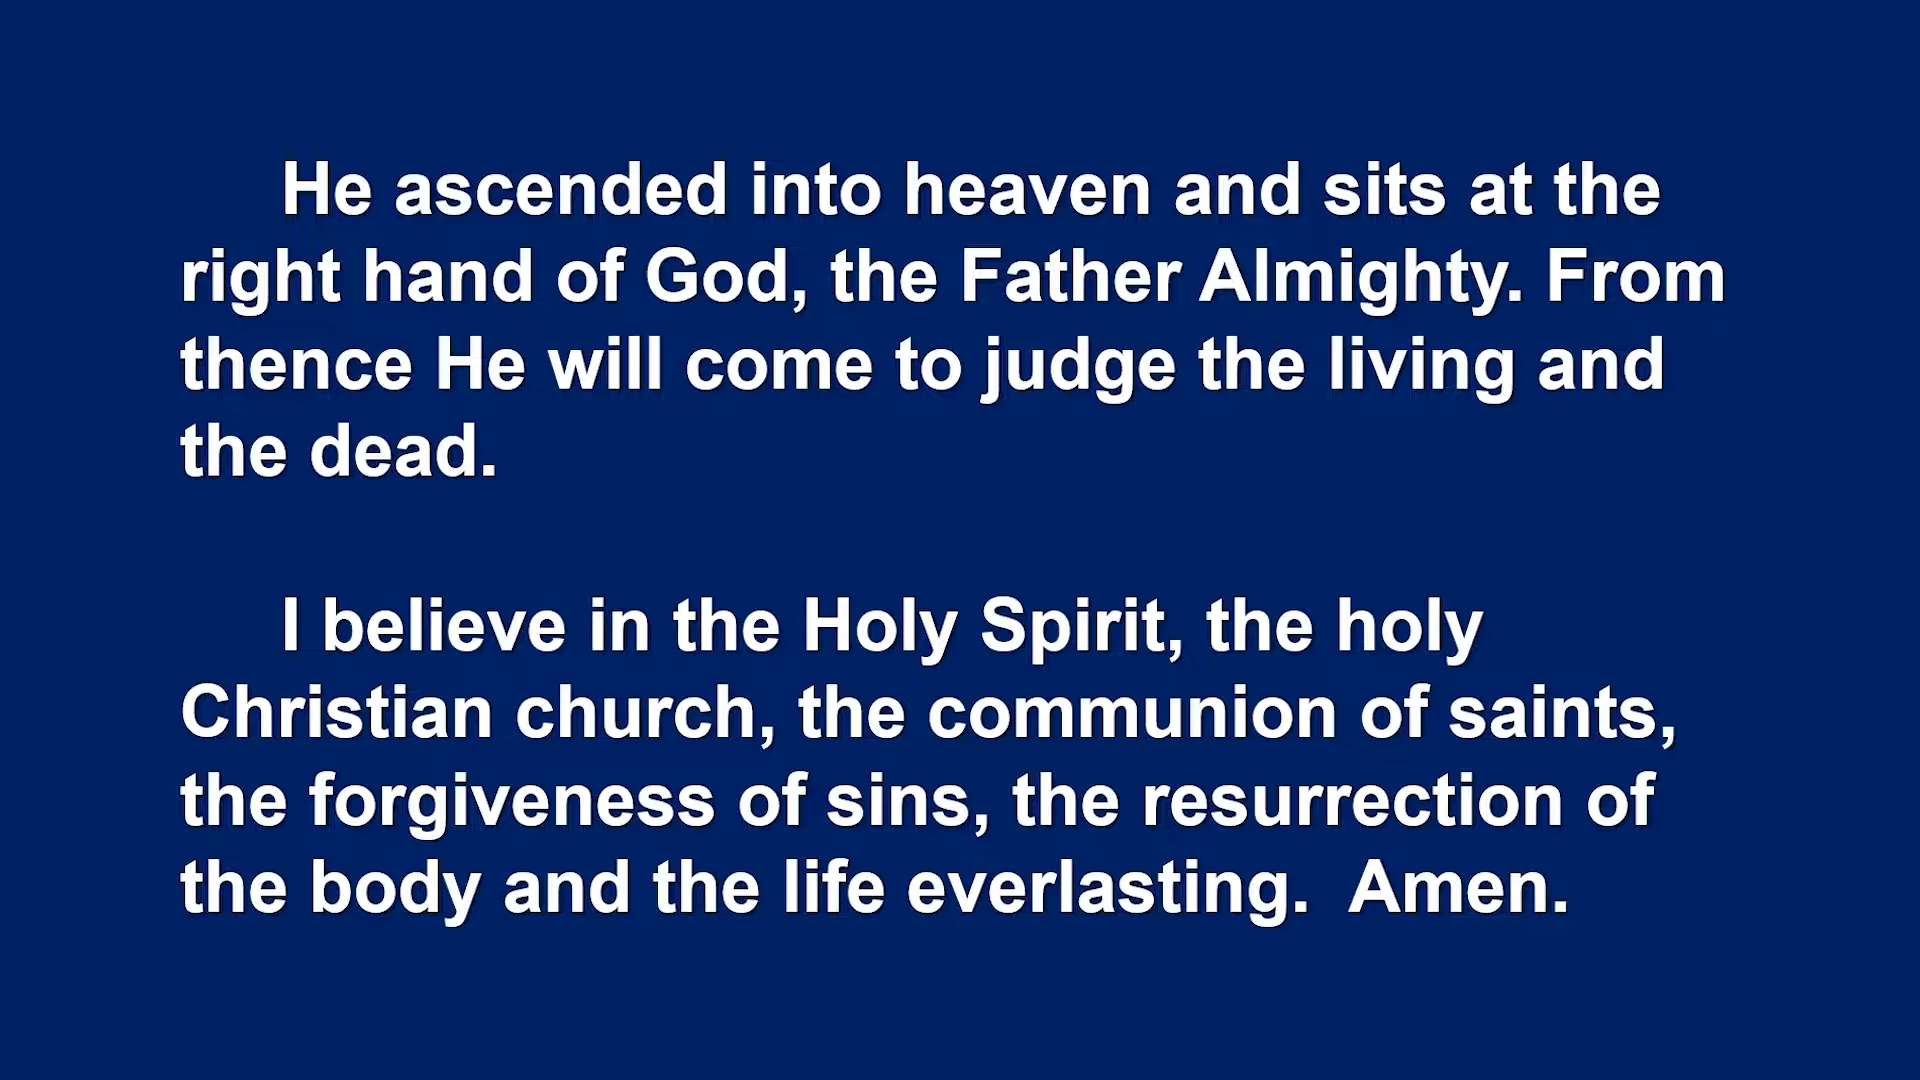 He ascended into heaven and sits at the
right hand of God, the Father Almighty. From
thence He will come to judge the living and
the dead.
I believe in the Holy Spirit, the holy
Christian church, the communion of saints,
the forgiveness of sins, the resurrection of
the body and the life everlasting.  Amen.